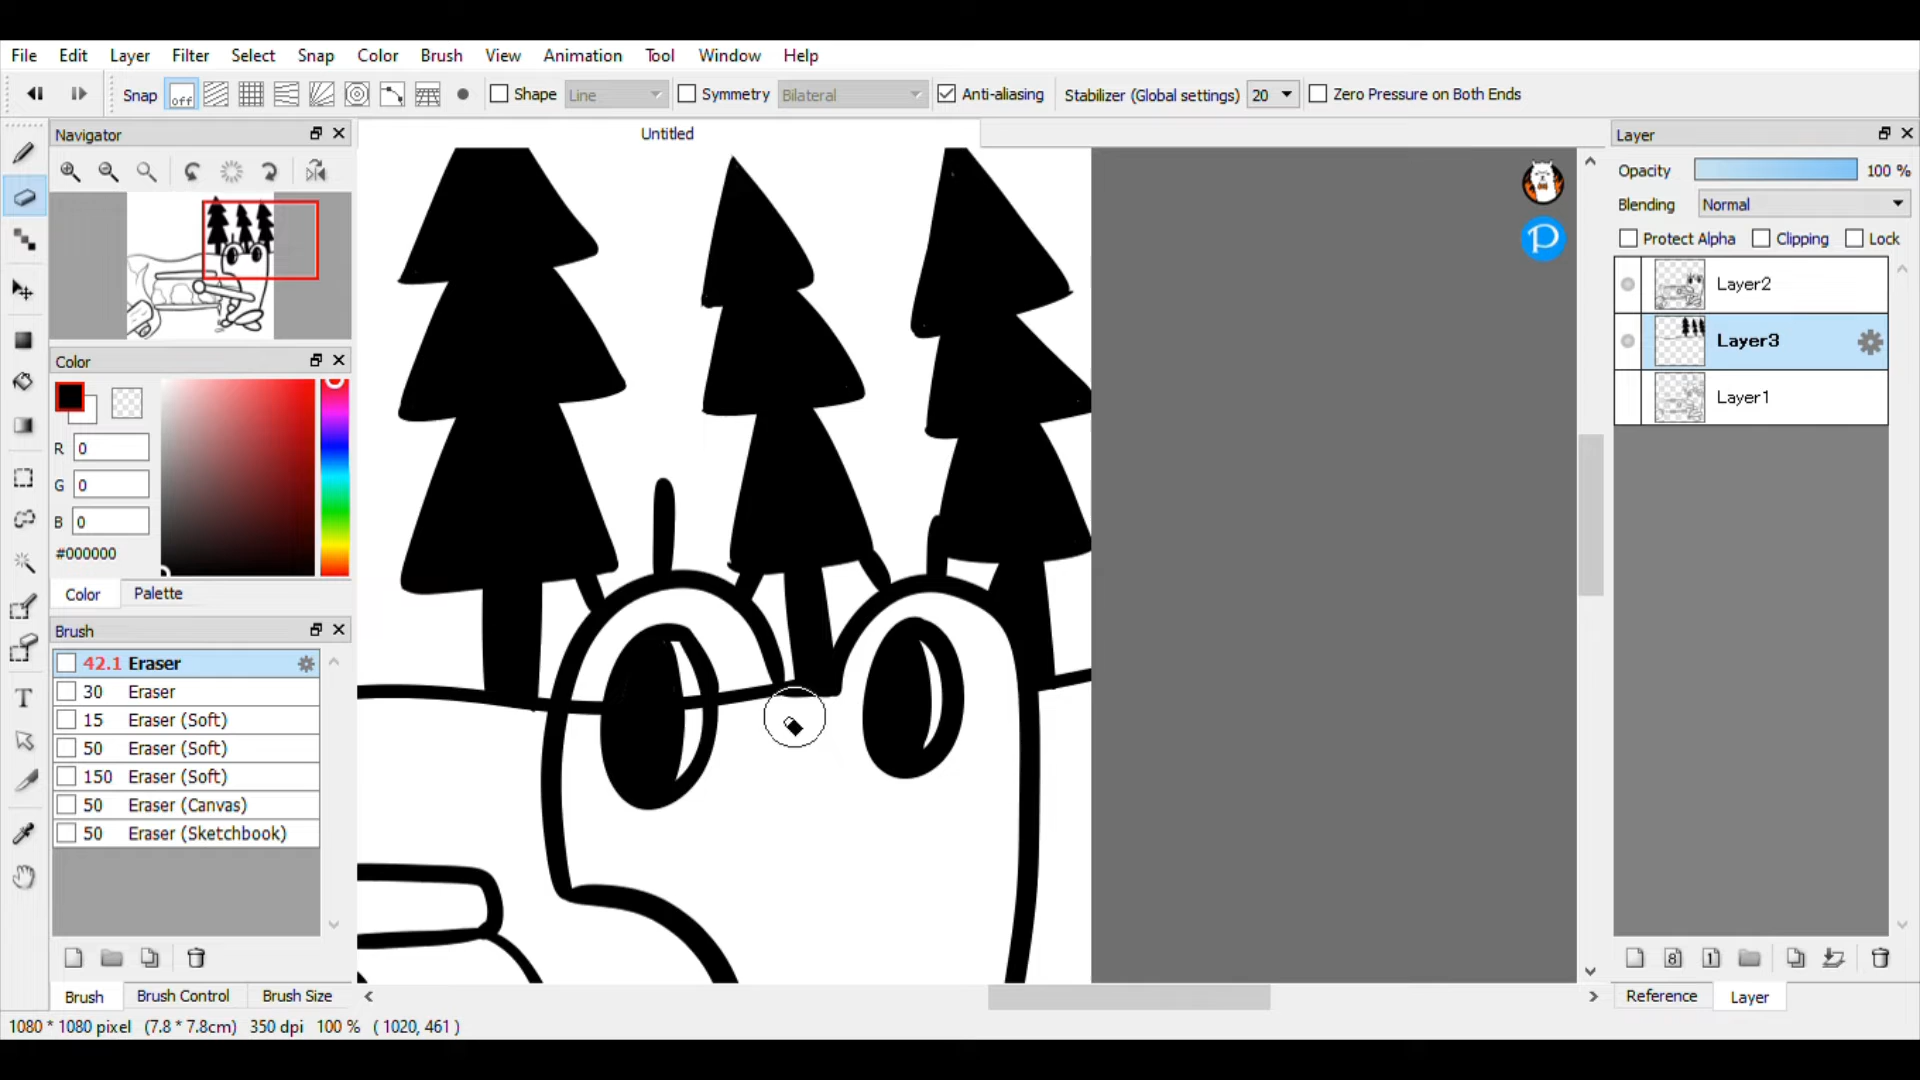 File Edit Layer Filter Select Snap Color Brush View Animation Tool Window Help
Snap off Shape Line Symmetry Bilateral Anti-aliasing Stabilizer (Global settings) 20 Zero Pressure on Both Ends
Navigator
Untitled
Layer
Opacity 100 %
Blending Normal
Protect Alpha Clipping Lock
Layer2
Layer3
Layer1
Color
R 0
G 0
B 0
#000000
Color Palette
Brush
42.1 Eraser
30 Eraser
15 Eraser (Soft)
50 Eraser (Soft)
150 Eraser (Soft)
50 Eraser (Canvas)
50 Eraser (Sketchbook)
T
P
8 1
Brush Brush Control Brush Size
Reference Layer
1080 * 1080 pixel (7.8 * 7.8cm) 350 dpi 100 % ( 1020, 461 )